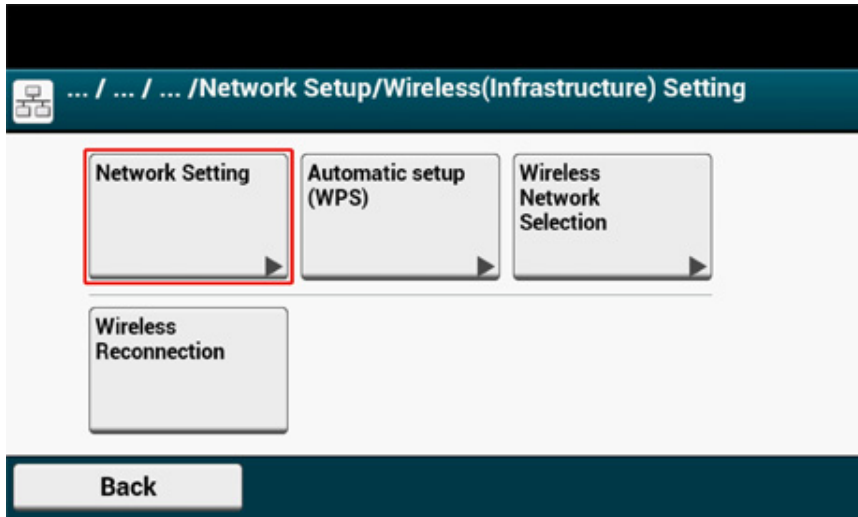 ... / ... / ... /Network Setup/Wireless(Infrastructure) Setting
Network Setting
Automatic setup
(WPS)
Wireless
Network
Selection
Wireless
Reconnection
Back